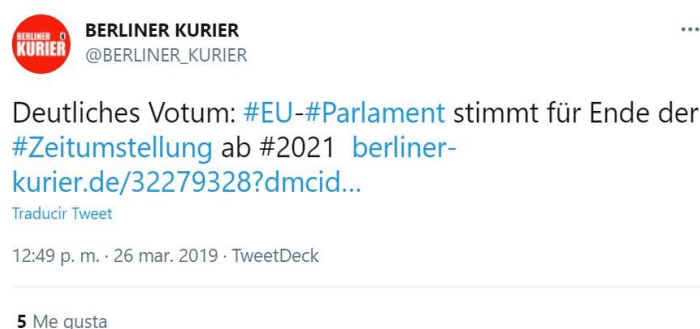 BERLINER
KURIER
BERLINER KURIER
@BERLINER_KURIER
Deutliches Votum: #EU-#Parlament stimmt für Ende der
#Zeitumstellung ab #2021 berliner-
kurier.de/32279328?dmcid...
Traducir Tweet
12:49 p. m. · 26 mar. 2019 · TweetDeck
5 Me gusta